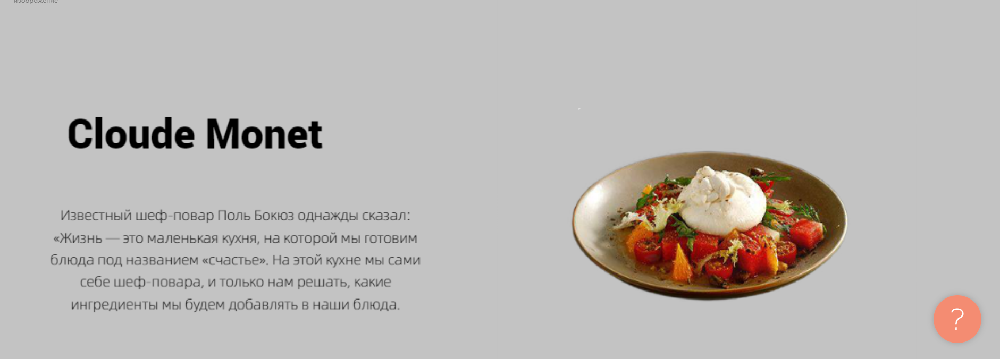 изображение
Cloude Monet
Известный шеф-повар Поль Бокюз однажды сказал:
«Жизнь — это маленькая кухня, на которой мы готовим
блюда под названием «счастье». На этой кухне мы сами
себе шеф-повара, и только нам решать, какие
ингредиенты мы будем добавлять в наши блюда.
?